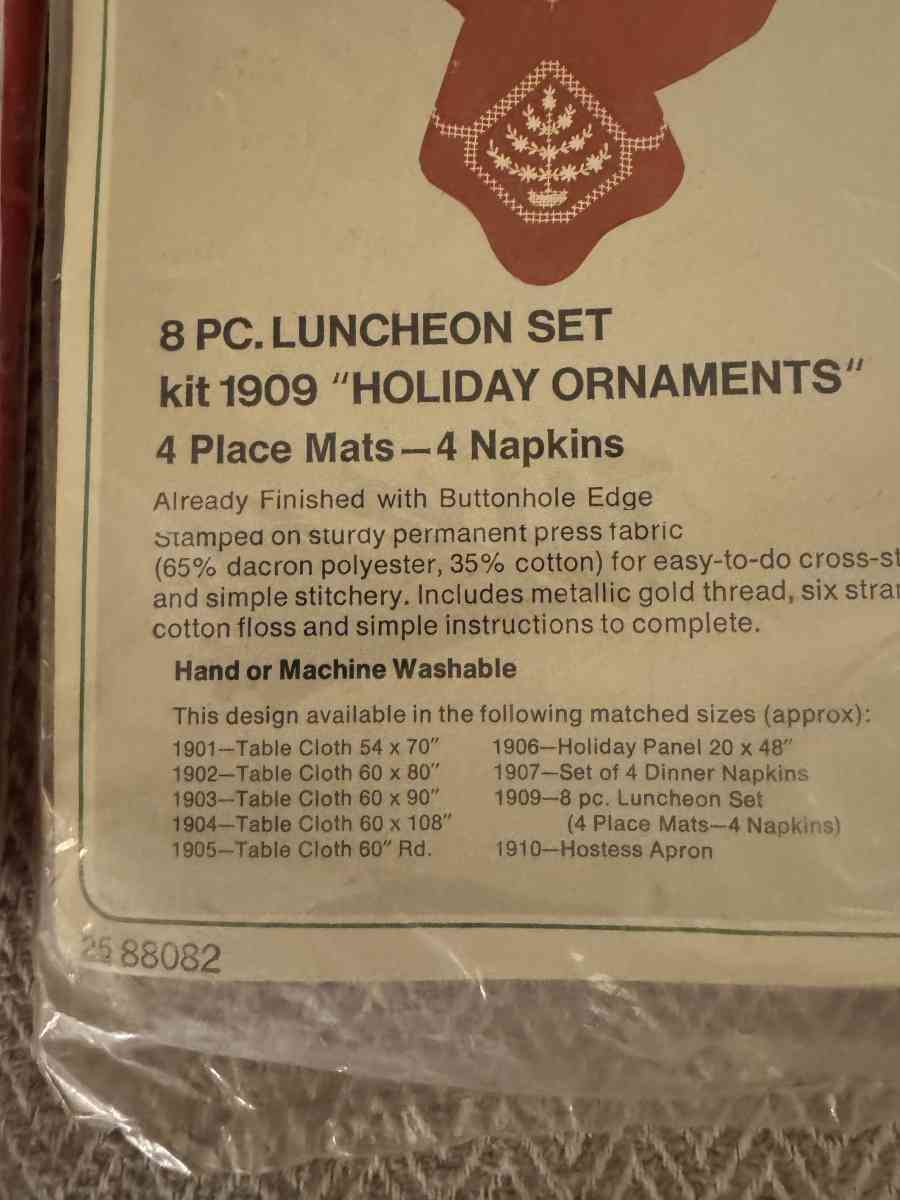 8 PC. LUNCHEON SET
kit 1909 "HOLIDAY ORNAMENTS"
4 Place Mats—4 Napkins
Already Finished with Buttonhole Edge
Stamped on sturdy permanent press fabric
(65% dacron polyester, 35% cotton) for easy-to-do cross-st
and simple stitchery. Includes metallic gold thread, six stran
cotton floss and simple instructions to complete.
Hand or Machine Washable
This design available in the following matched sizes (approx):
1901—Table Cloth 54 x 70"
1902—Table Cloth 60 x 80"
1903—Table Cloth 60 x 90"
1904—Table Cloth 60 x 108"
1905—Table Cloth 60" Rd.
1906—Holiday Panel 20 x 48"
1907—Set of 4 Dinner Napkins
1909—8 pc. Luncheon Set
(4 Place Mats—4 Napkins)
1910—Hostess Apron
25 88082